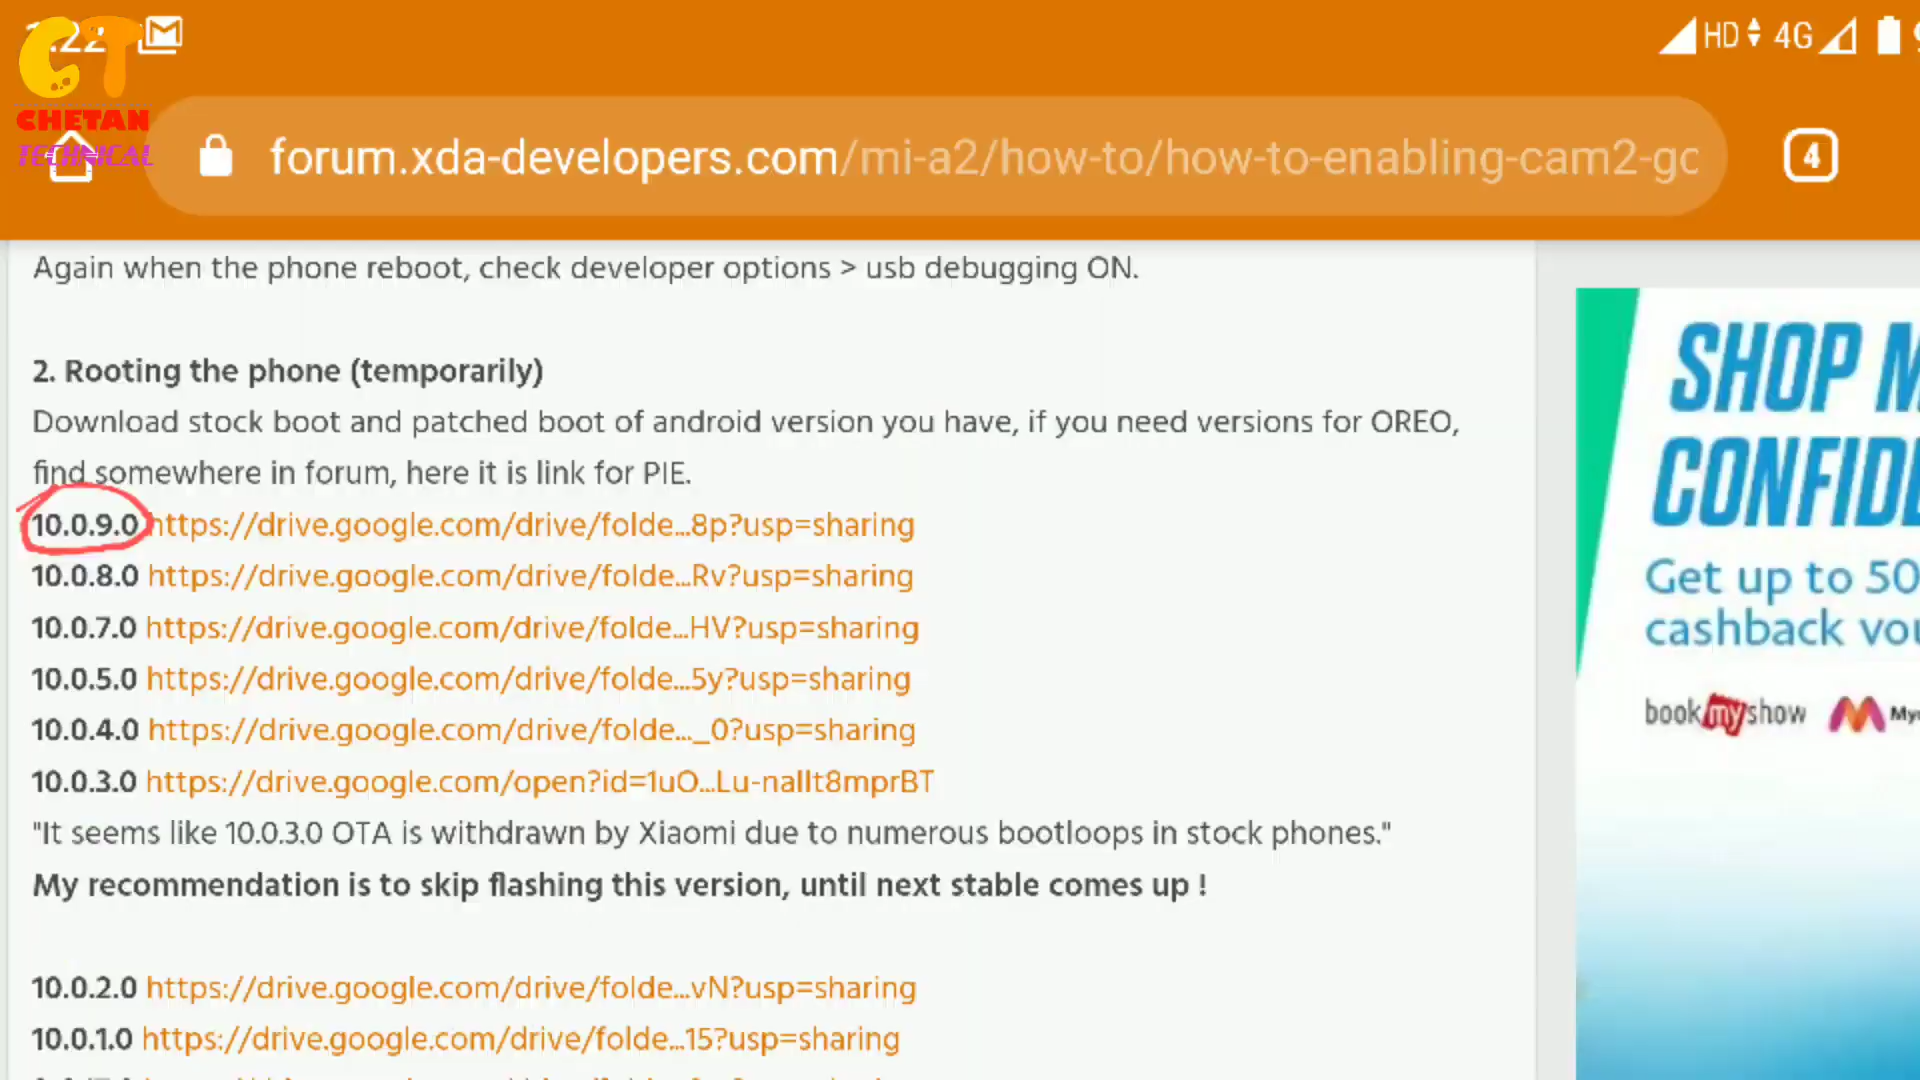 CHETAN
TECHNICAL
HD 4G
forum.xda-developers.com/mi-a2/how-to/how-to-enabling-cam2-gc
4
Again when the phone reboot, check developer options > usb debugging ON.
2. Rooting the phone (temporarily)
Download stock boot and patched boot of android version you have, if you need versions for OREO,
find somewhere in forum, here it is link for PIE.
10.0.9.0 https://drive.google.com/drive/folde...8p?usp=sharing
10.0.8.0 https://drive.google.com/drive/folde...Rv?usp=sharing
10.0.7.0 https://drive.google.com/drive/folde...HV?usp=sharing
10.0.5.0 https://drive.google.com/drive/folde...5y?usp=sharing
10.0.4.0 https://drive.google.com/drive/folde..._0?usp=sharing
10.0.3.0 https://drive.google.com/open?id=1uO...Lu-nallt8mprBT
"It seems like 10.0.3.0 OTA is withdrawn by Xiaomi due to numerous bootloops in stock phones."
My recommendation is to skip flashing this version, until next stable comes up !
10.0.2.0 https://drive.google.com/drive/folde...vN?usp=sharing
10.0.1.0 https://drive.google.com/drive/folde...15?usp=sharing
SHOP M
CONFIDE
Get up to 50
cashback vou
bookmyshow